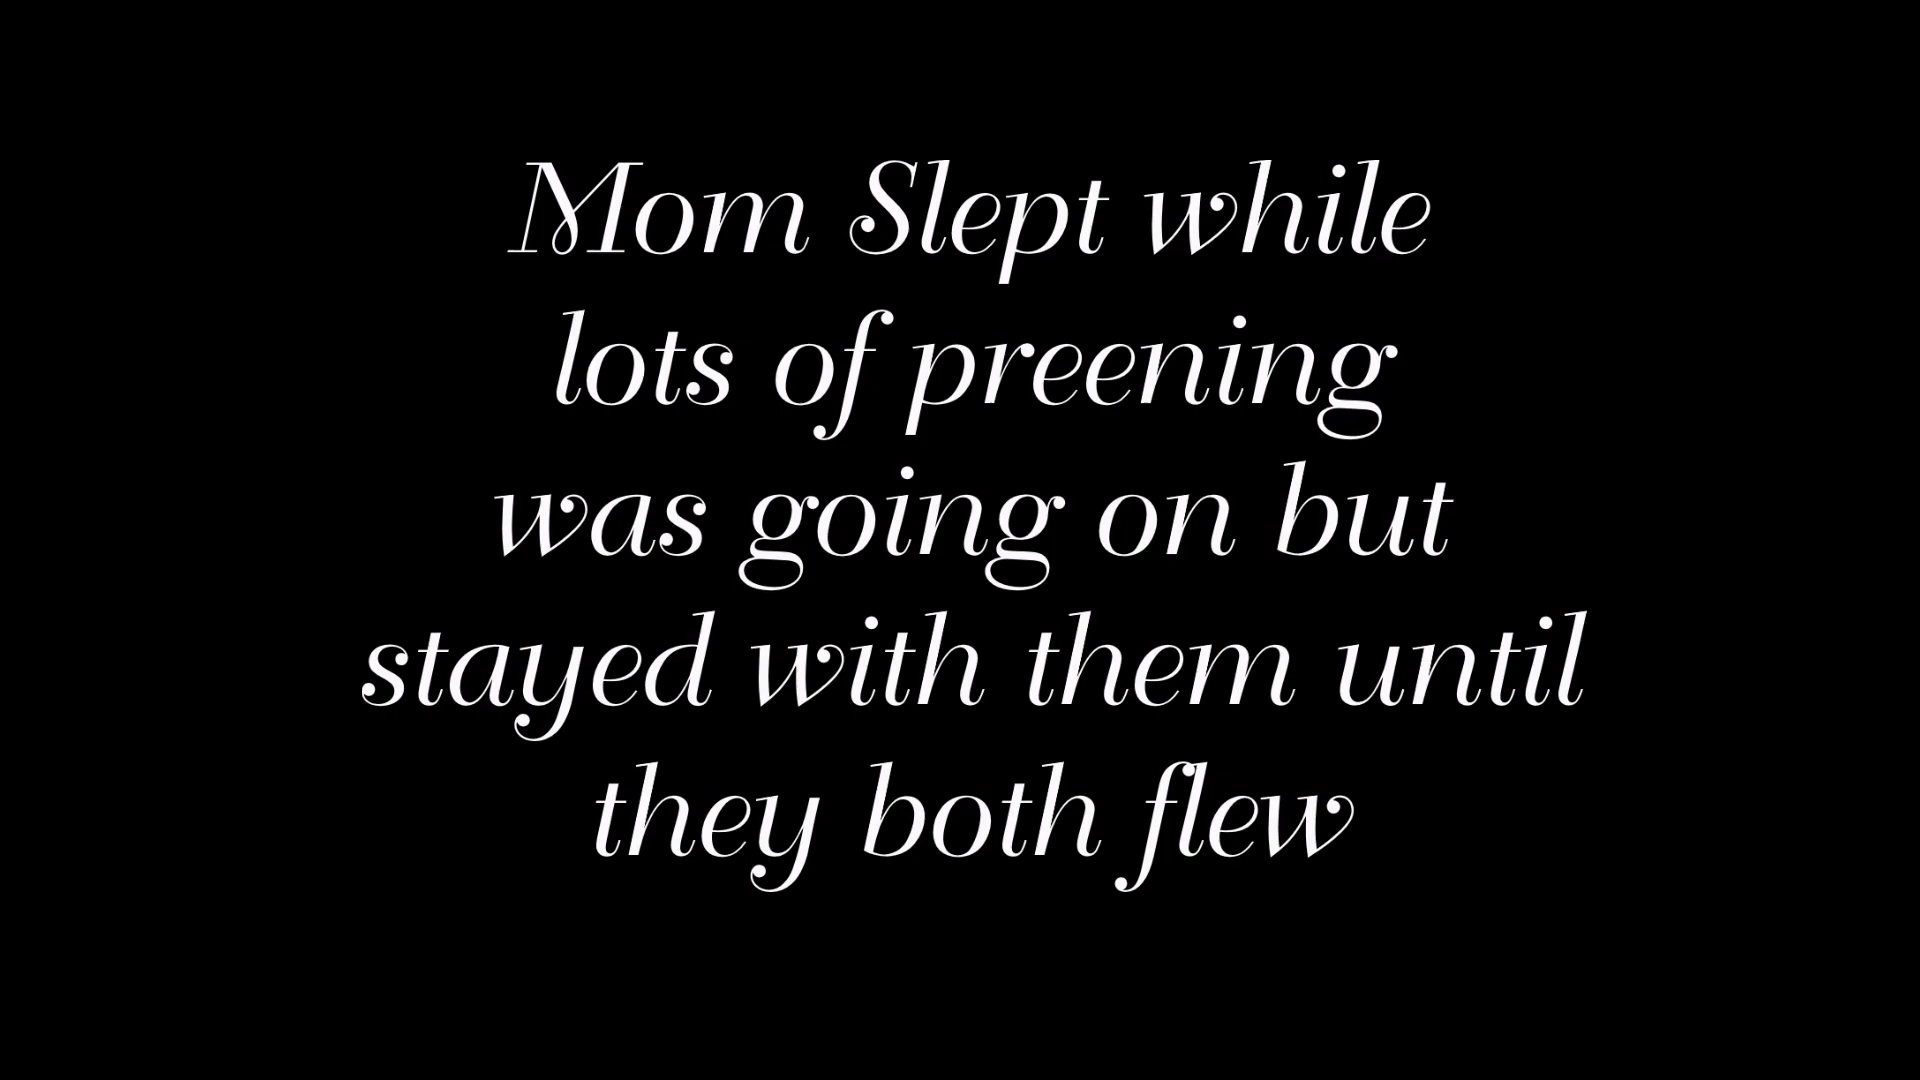 Mom Slept while
lots of preening
was going on but
stayed with them until
they both flew